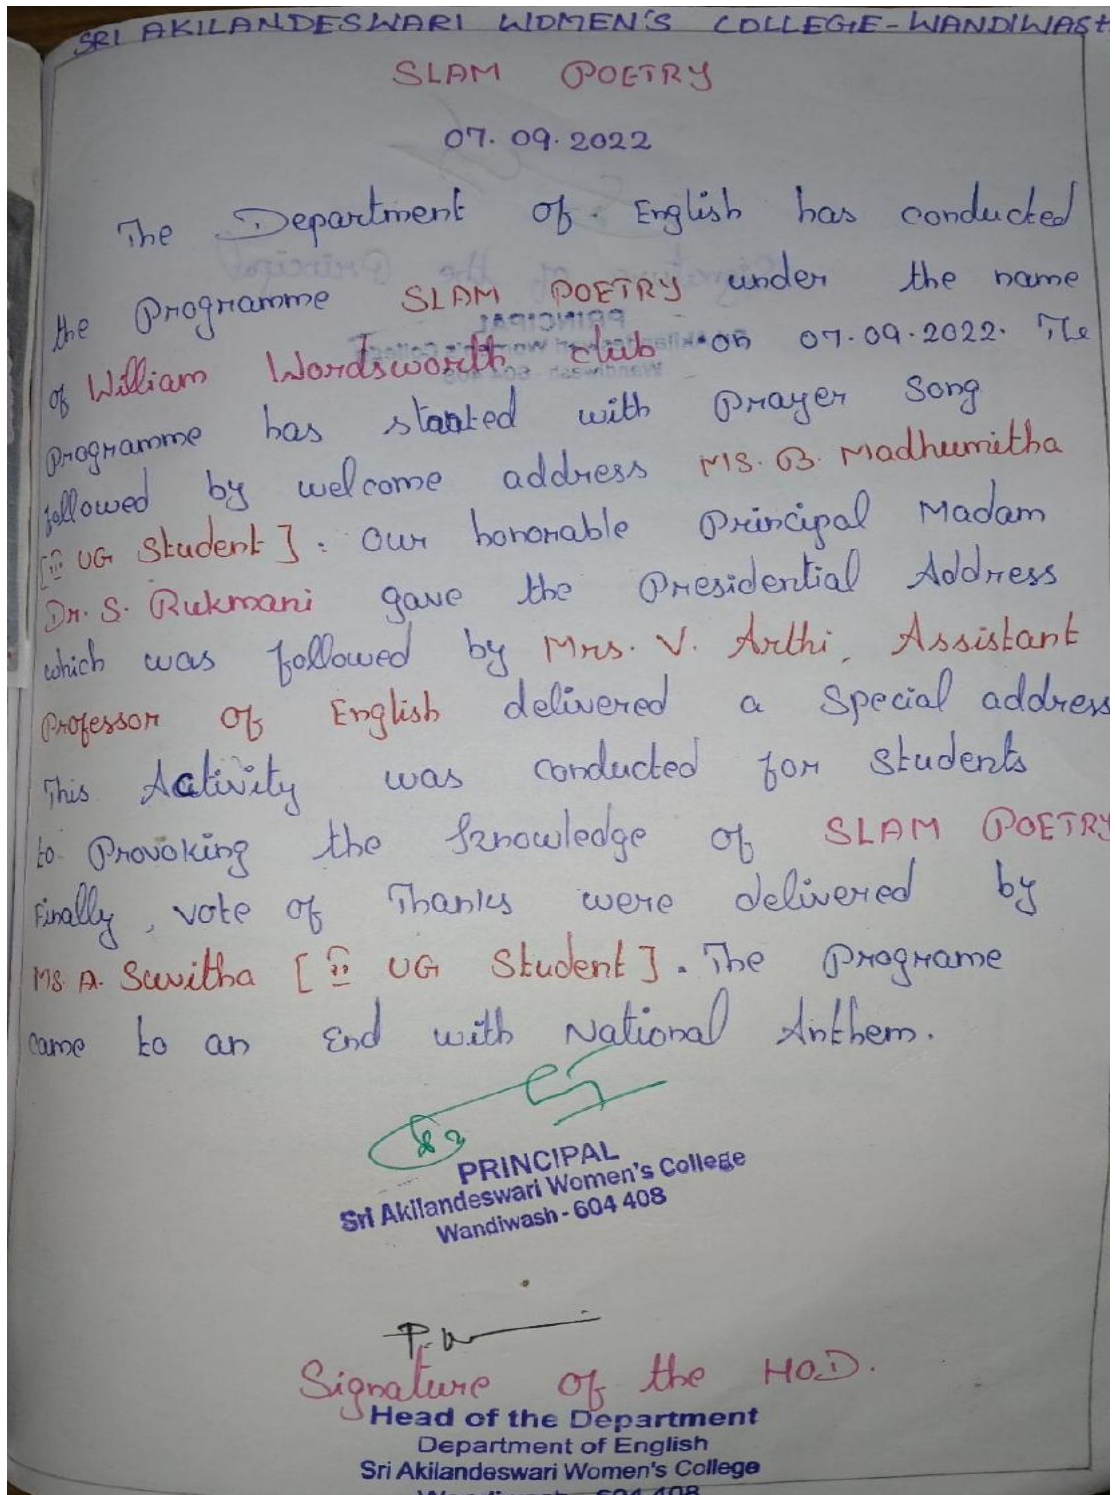 SRI AKILANDESWARI WOMEN'S COLLEGE - WANDIWASH
SLAM POETRY
07.09.2022
The Department of English has conducted
the Programme SLAM POETRY under the name
of William Wordsworth club on 07.09.2022. The
Programme has started with Prayer Song
followed by welcome address MS. B. Madhumitha
UG Student]. Our honorable Principal Madam
Dr. S. Rukmani gave the Presidential Address
which was followed by Mrs. V. Arthi, Assistant
Professor of English delivered a Special address
This Activity was conducted for Students
to Provoking the knowledge of SLAM POETRY
Finally, vote of Thanks were delivered by
MS. A. Suvitha [ UG Student]. The Programe
came to an End with National Anthem.
PRINCIPAL
Sri Akilandeswari Women's College
Wandiwash - 604 408
Signature of the H.O.D.
Head of the Department
Department of English
Sri Akilandeswari Women's College
Wandiwash - 604 408